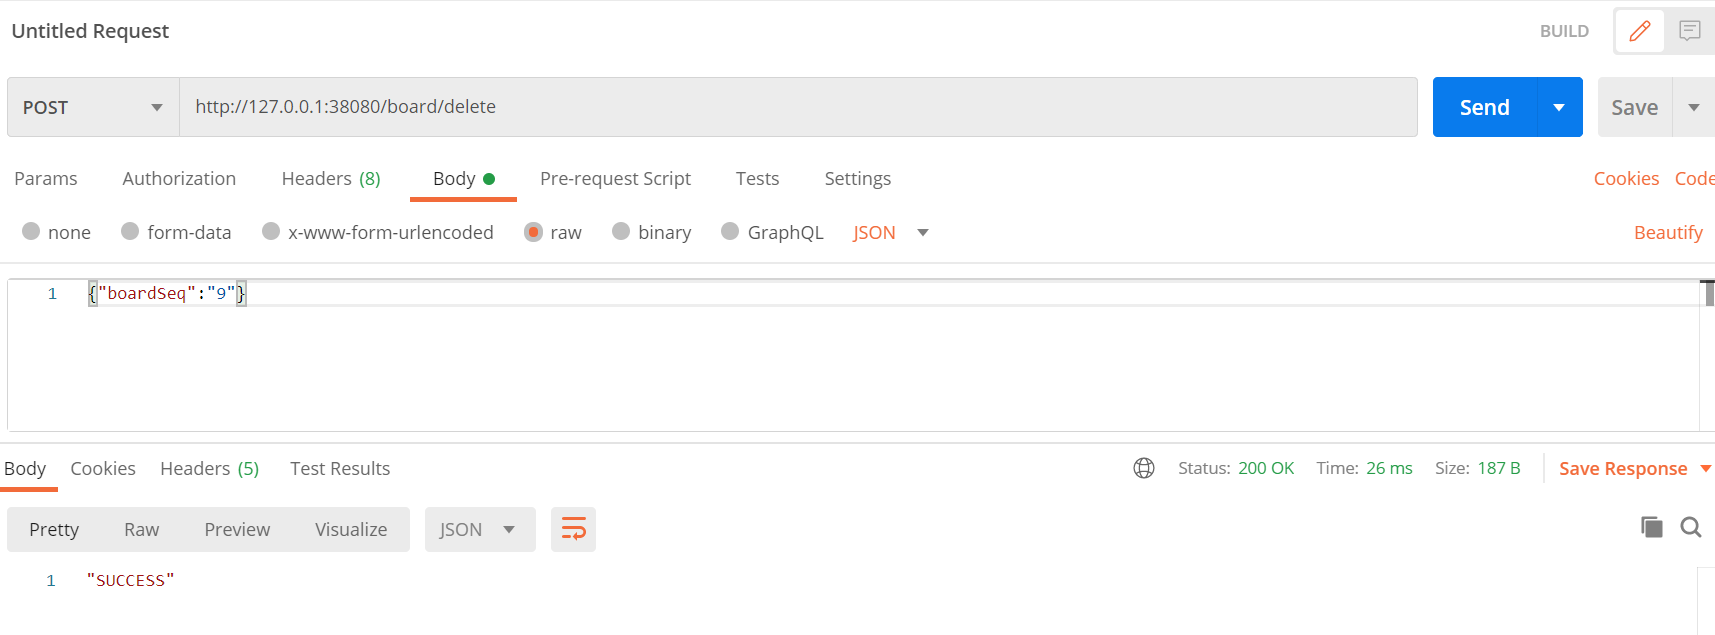 Untitled Request BUILD
POST http://127.0.0.1:38080/board/delete Send Save
Params Authorization Headers (8) Body Pre-request Script Tests Settings Cookies Code
none form-data x-www-form-urlencoded raw binary GraphQL JSON Beautify
1 {"boardSeq":"9"}
Body Cookies Headers (5) Test Results Status: 200 OK Time: 26 ms Size: 187 B Save Response
Pretty Raw Preview Visualize JSON
1 "SUCCESS"